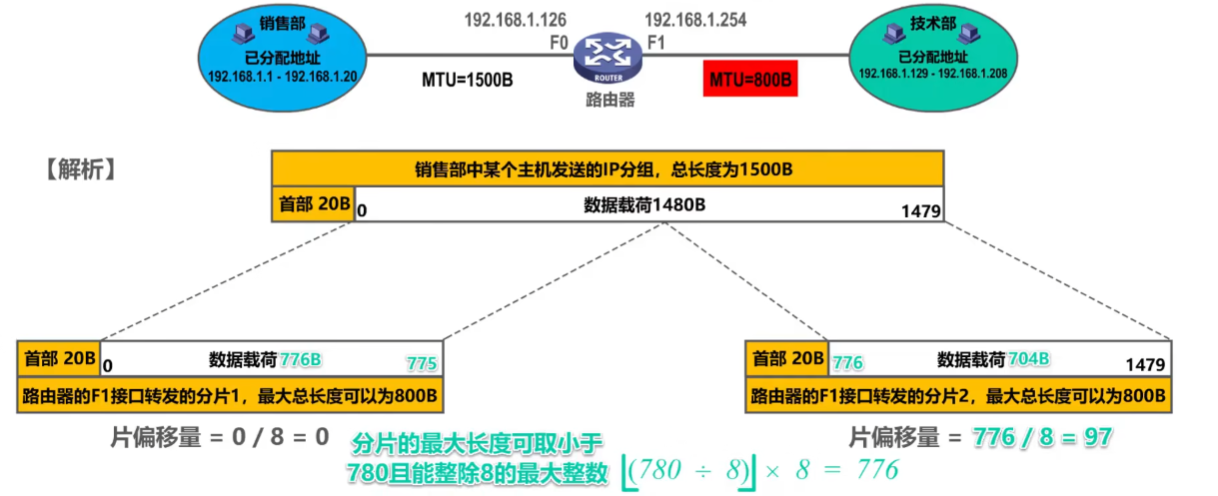 销售部
已分配地址
192.168.1.1 - 192.168.1.20
192.168.1.126
F0
MTU=1500B
ROUTER
路由器
192.168.1.254
F1
MTU=800B
技术部
已分配地址
192.168.1.129 - 192.168.1.208
【解析】
销售部中某个主机发送的IP分组，总长度为1500B
首部 20B 0 数据载荷1480B 1479
首部 20B 0 数据载荷776B 775
路由器的F1接口转发的分片1，最大总长度可以为800B
片偏移量 = 0 / 8 = 0
首部 20B 776 数据载荷704B 1479
路由器的F1接口转发的分片2，最大总长度可以为800B
片偏移量 = 776 / 8 = 97
分片的最大长度可取小于
780且能整除8的最大整数 ⌊(780 ÷ 8)⌋ × 8 = 776